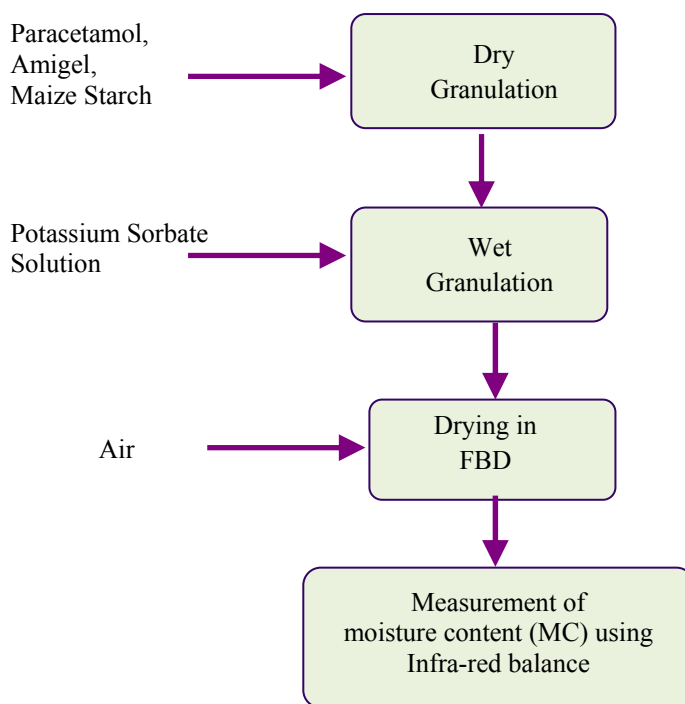 Paracetamol,
Amigel,
Maize Starch
Dry
Granulation
Potassium Sorbate
Solution
Wet
Granulation
Air
Drying in
FBD
Measurement of
moisture content (MC) using
Infra-red balance